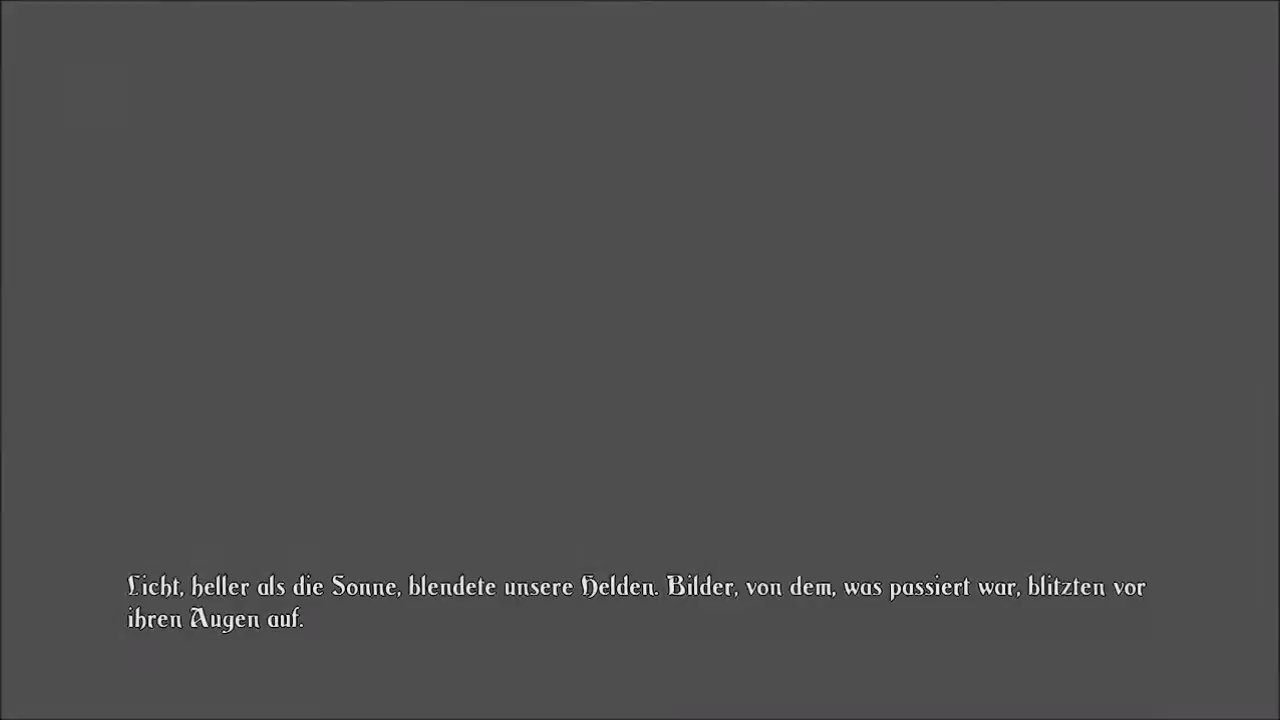 Licht, heller als die Sonne, blendete unsere Helden. Bilder, von dem, was passiert war, blitzten vor
ihren Augen auf.